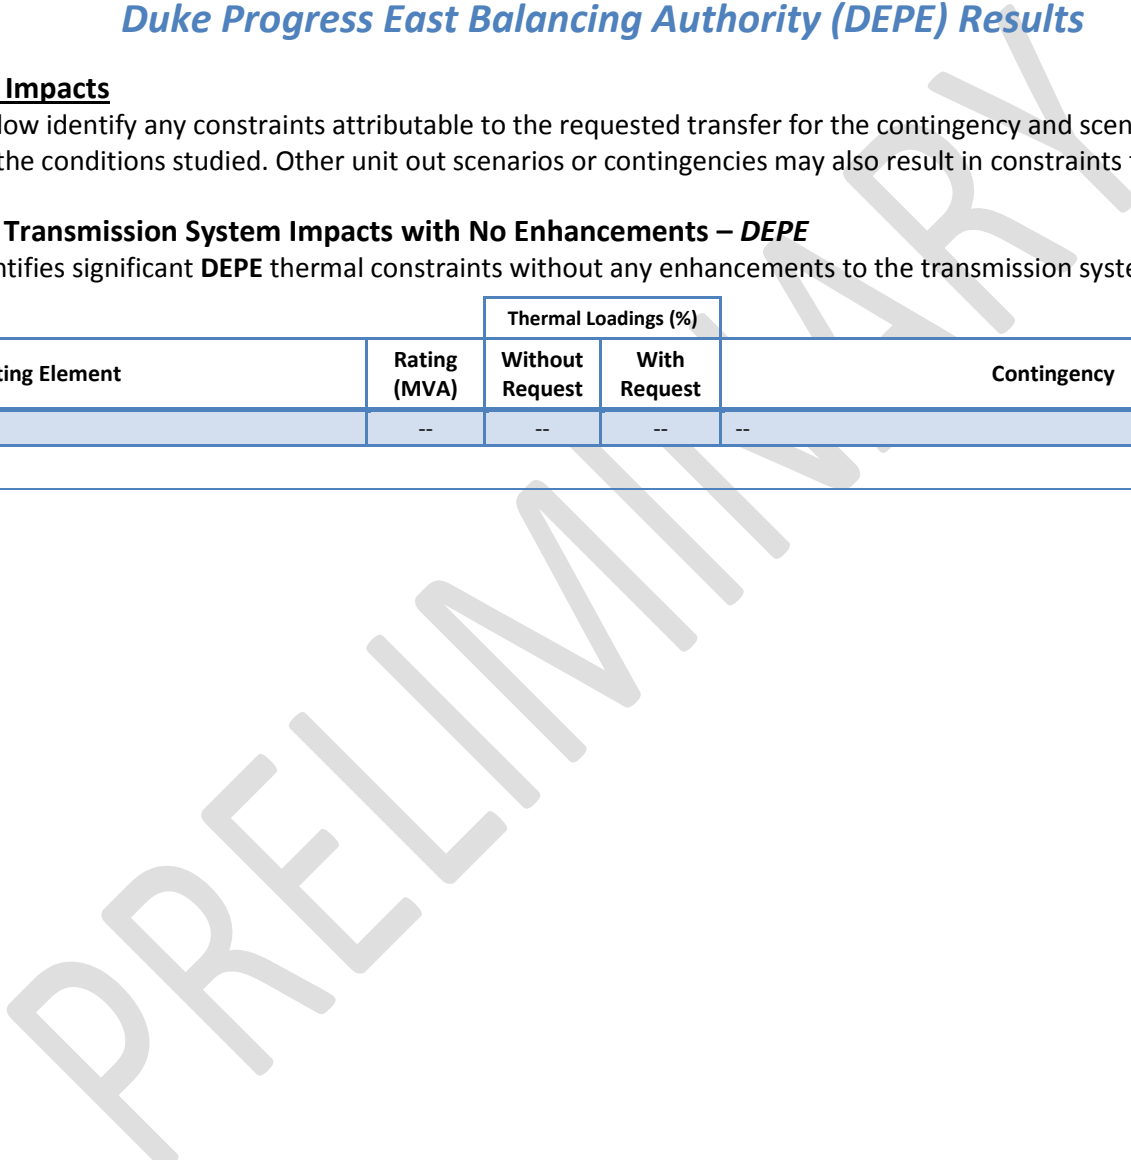 Duke Progress East Balancing Authority (DEPE) Results
Impacts
low identify any constraints attributable to the requested transfer for the contingency and scen
the conditions studied. Other unit out scenarios or contingencies may also result in constraints
Transmission System Impacts with No Enhancements – DEPE
ntifies significant DEPE thermal constraints without any enhancements to the transmission syste
Thermal Loadings (%)
ting Element Rating (MVA) Without Request With Request Contingency
-- -- -- --
PRELIMINARY